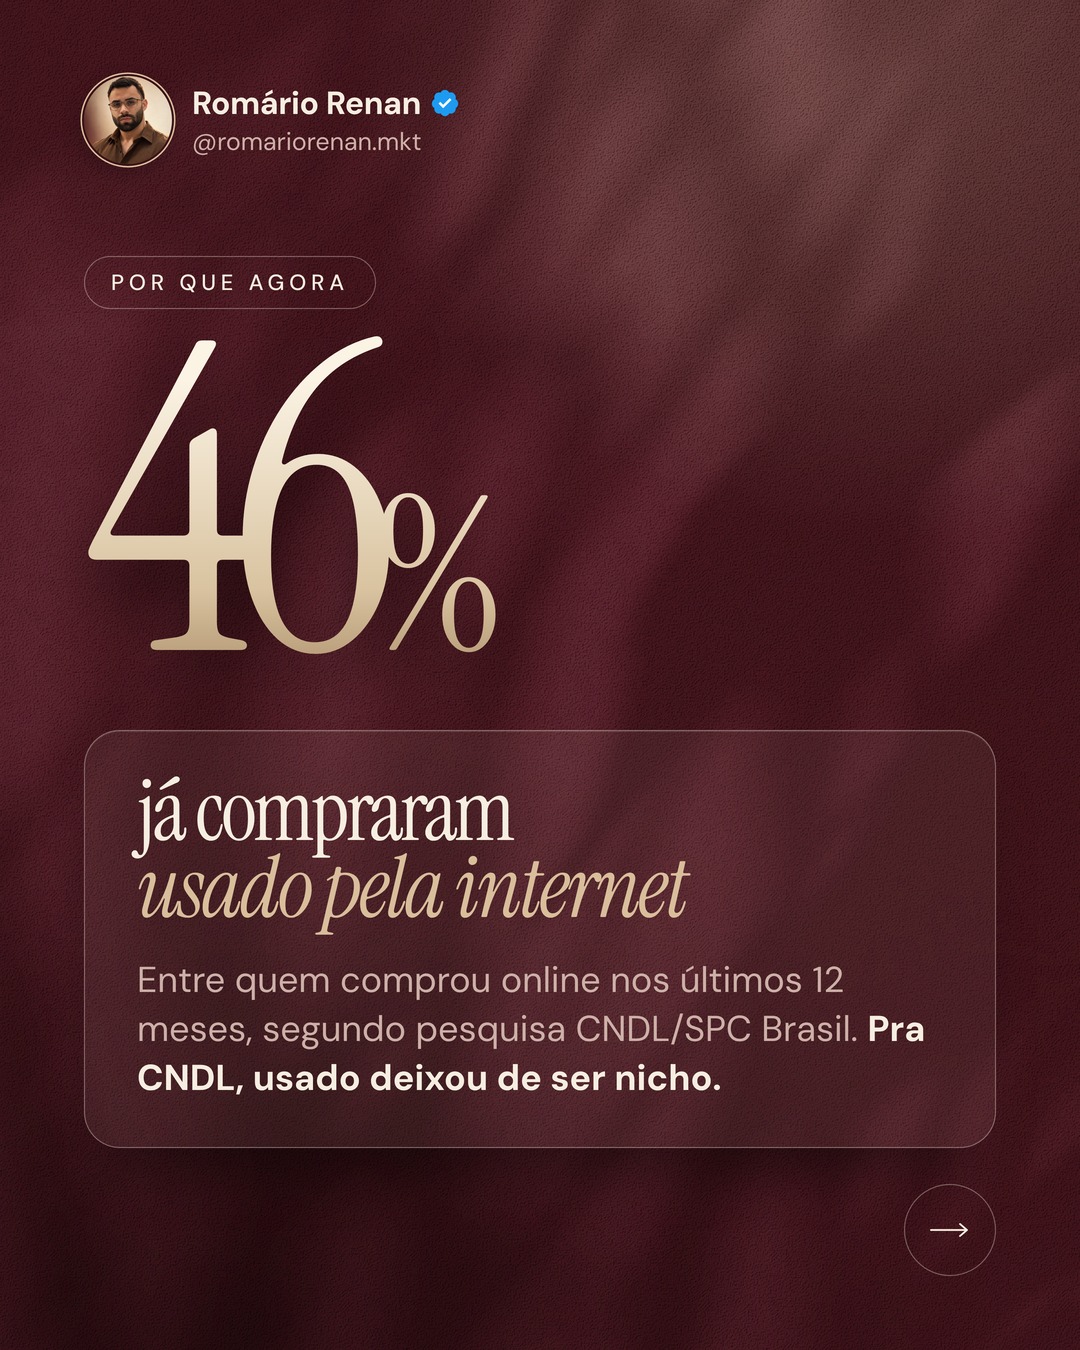 Romário Renan
@romariorenan.mkt
POR QUE AGORA
46%
já compraram
usado pela internet
Entre quem comprou online nos últimos 12
meses, segundo pesquisa CNDL/SPC Brasil. Pra
CNDL, usado deixou de ser nicho.